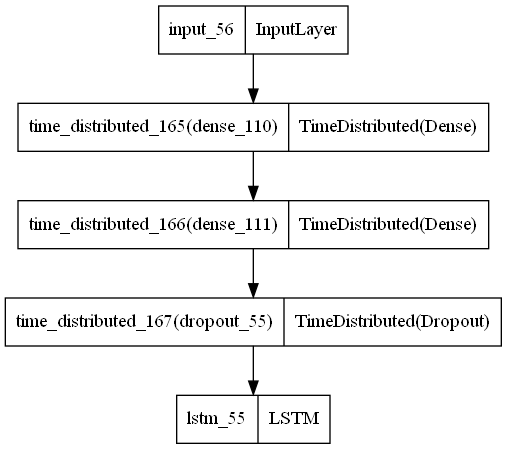 input_56 InputLayer
time_distributed_165(dense_110) TimeDistributed(Dense)
time_distributed_166(dense_111) TimeDistributed(Dense)
time_distributed_167(dropout_55) TimeDistributed(Dropout)
lstm_55 LSTM